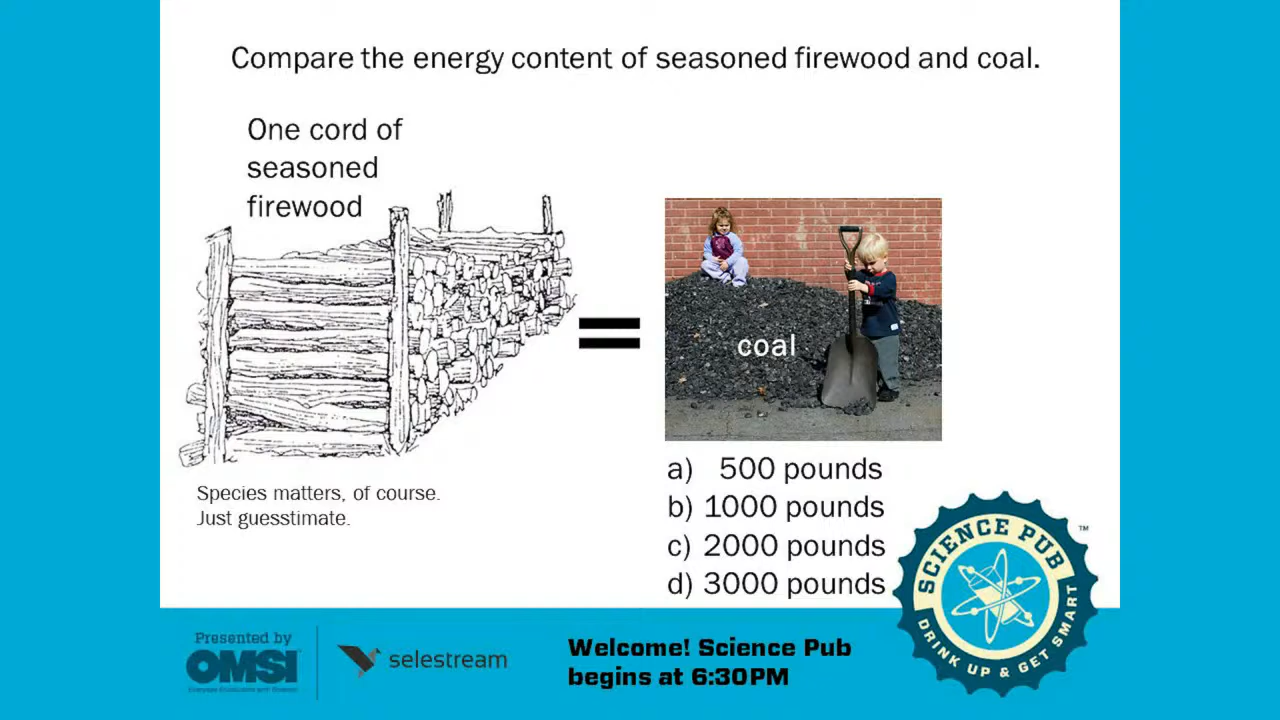 Compare the energy content of seasoned firewood and coal.
One cord of
seasoned
firewood
coal
Species matters, of course.
Just guesstimate.
a) 500 pounds
b) 1000 pounds
c) 2000 pounds
d) 3000 pounds
SCIENCE PUB
DRINK UP & GET SMART
TM
Presented by
OMSI
selestream
Welcome! Science Pub
begins at 6:30PM